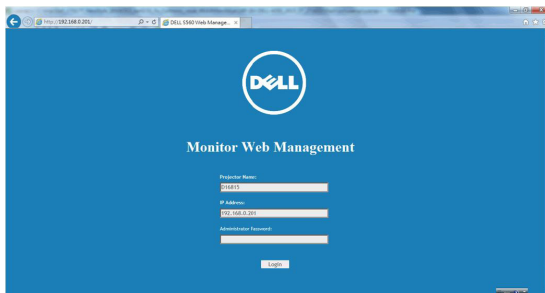 http://192.168.0.201/
DELL S560 Web Manage...
DELL
Monitor Web Management
Projector Name:
D16815
IP Address:
192.168.0.201
Administrator Password:
Login